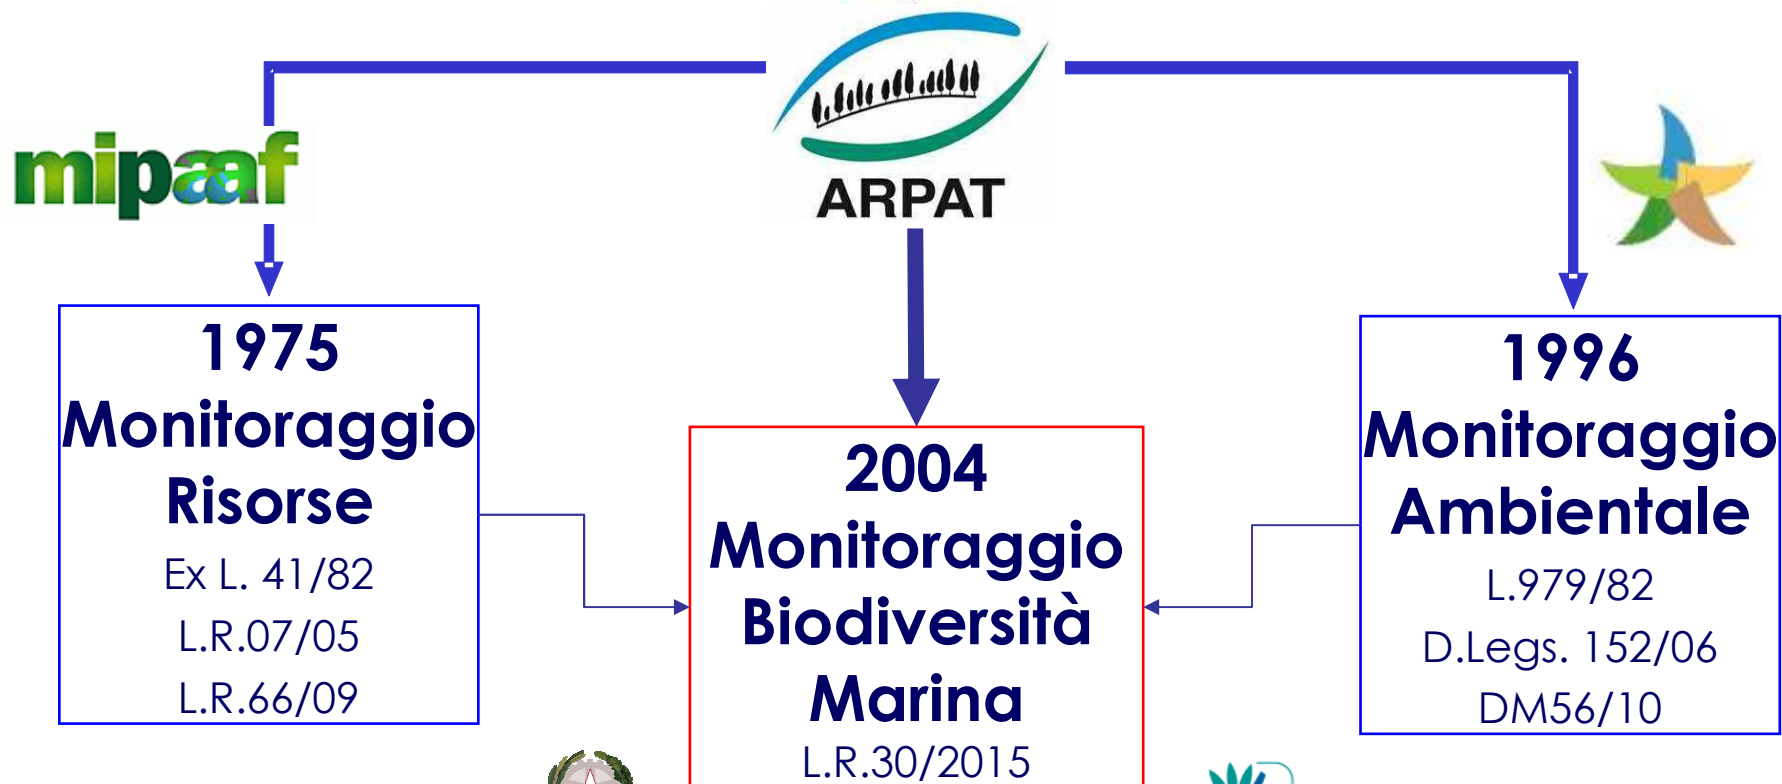 mipaaf
ARPAT
1975
Monitoraggio
Risorse
Ex L. 41/82
L.R.07/05
L.R.66/09
2004
Monitoraggio
Biodiversità
Marina
L.R.30/2015
1996
Monitoraggio
Ambientale
L.979/82
D.Legs. 152/06
DM56/10